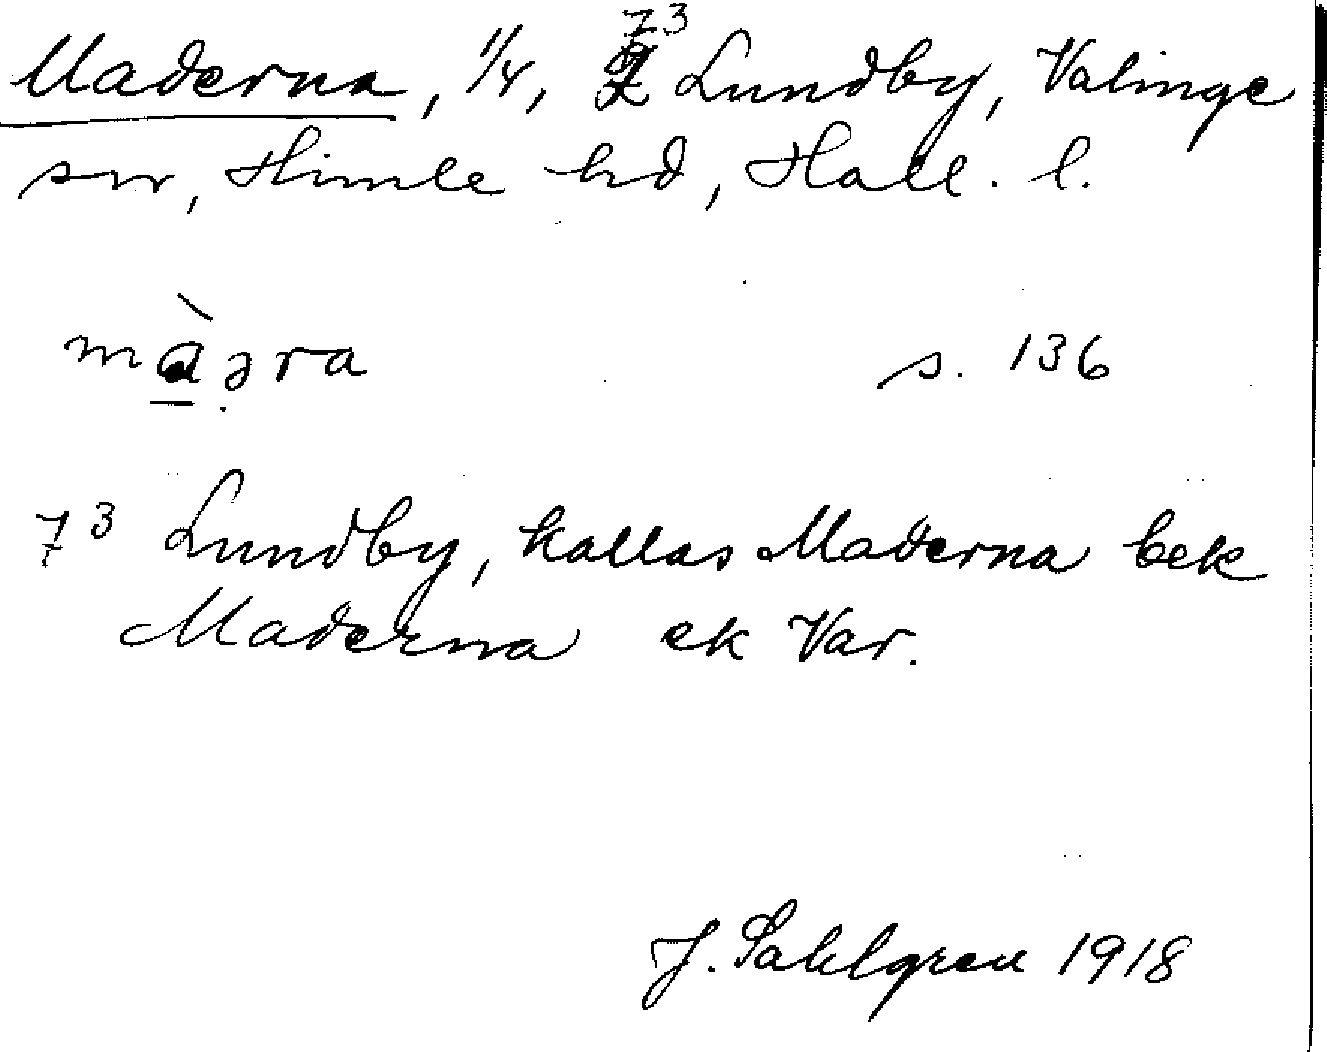 Maderna, 1/4, 7³ Lundby, Valinge
sn, Himle hd, Hall. l.
màəra s. 136
7³ Lundby, kallas Maderna bek
Maderna ek Var.
J. Sahlgren 1918